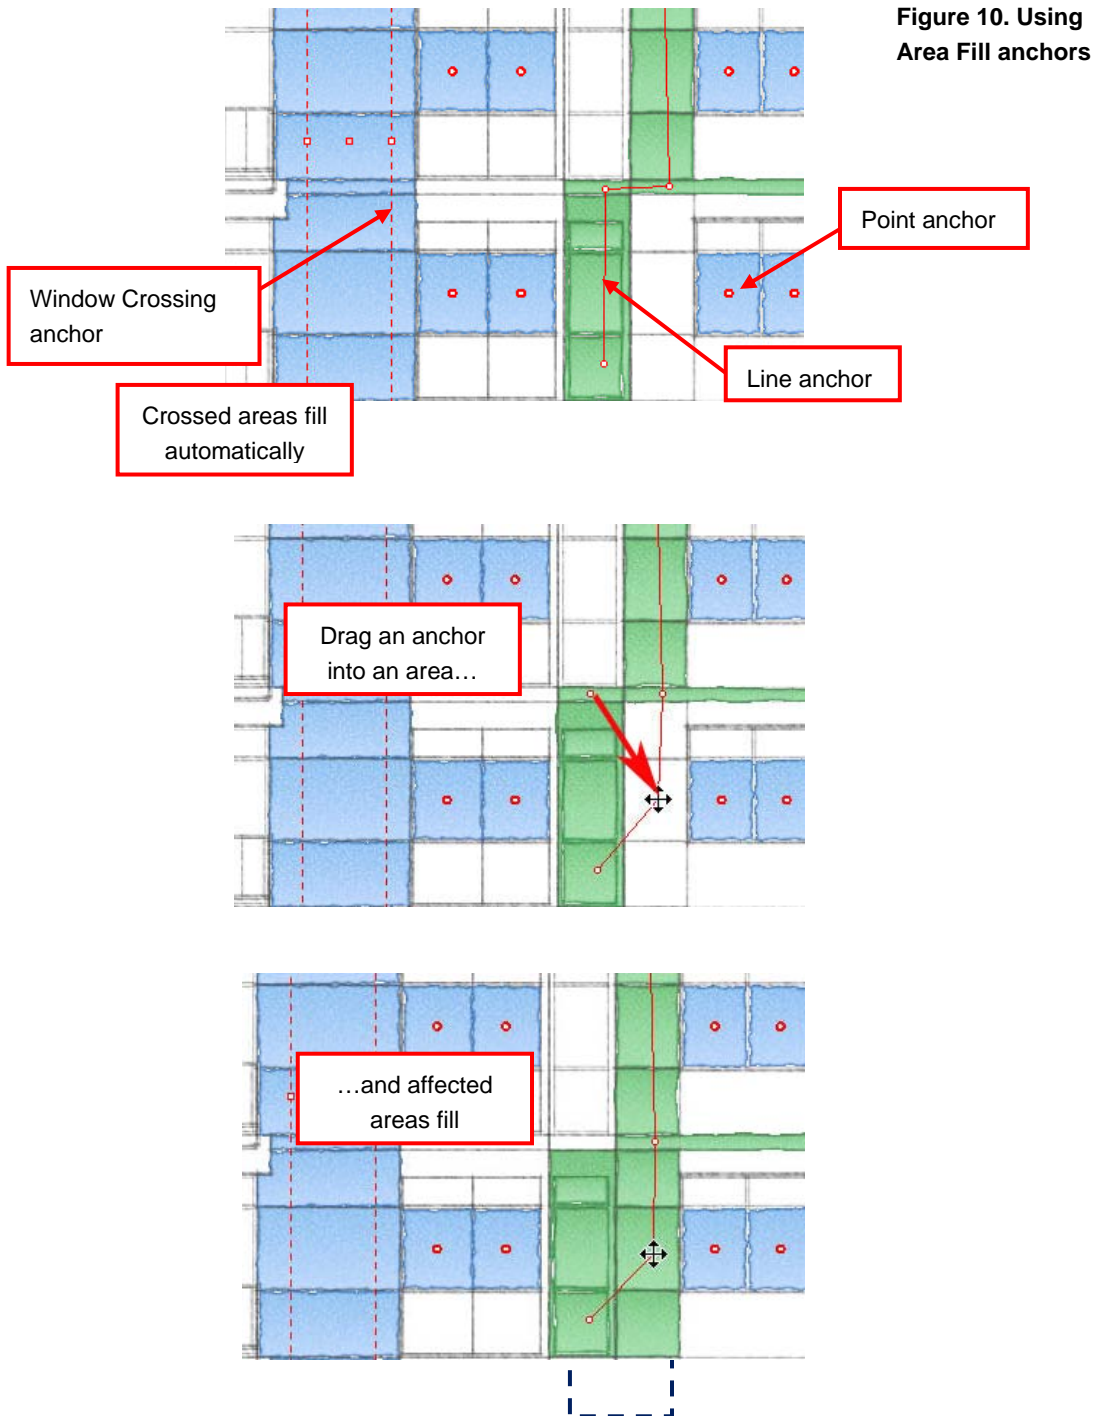 Figure 10. Using
Area Fill anchors
Point anchor
Window Crossing
anchor
Line anchor
Crossed areas fill
automatically
Drag an anchor
into an area…
…and affected
areas fill